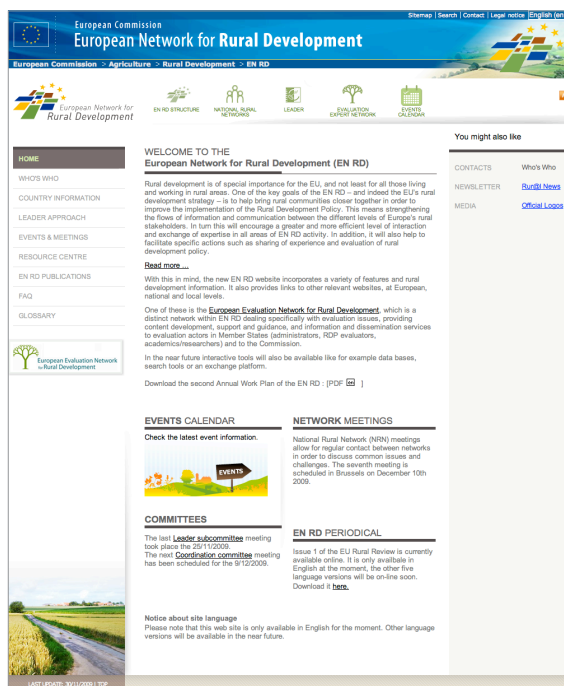 Sitemap | Search | Contact | Legal notice | English (en
European Commission
European Network for Rural Development
European Commission > Agriculture > Rural Development > EN RD
European Network for
Rural Development
EN RD STRUCTURE
NATIONAL RURAL
NETWORKS
LEADER
EVALUATION
EXPERT NETWORK
EVENTS
CALENDAR
HOME
WHO'S WHO
COUNTRY INFORMATION
LEADER APPROACH
EVENTS & MEETINGS
RESOURCE CENTRE
EN RD PUBLICATIONS
FAQ
GLOSSARY
European Evaluation Network
for Rural Development
WELCOME TO THE
European Network for Rural Development (EN RD)
Rural development is of special importance for the EU, and not least for all those living
and working in rural areas. One of the key goals of the EN RD – and indeed the EU's rural
development strategy – is to help bring rural communities closer together in order to
improve the implementation of the Rural Development Policy. This means strengthening
the flows of information and communication between the different levels of Europe's rural
stakeholders. In turn this will encourage a greater and more efficient level of interaction
and exchange of expertise in all areas of EN RD activity. In addition, it will also help to
facilitate specific actions such as sharing of experience and evaluation of rural
development policy.
Read more ...
With this in mind, the new EN RD website incorporates a variety of features and rural
development information. It also provides links to other relevant websites, at European,
national and local levels.
One of these is the European Evaluation Network for Rural Development, which is a
distinct network within EN RD dealing specifically with evaluation issues, providing
content development, support and guidance, and information and dissemination services
to evaluation actors in Member States (administrators, RDP evaluators,
academics/researchers) and to the Commission.
In the near future interactive tools will also be available like for example data bases,
search tools or an exchange platform.
Download the second Annual Work Plan of the EN RD : [PDF en ]
EVENTS CALENDAR
Check the latest event information.
EVENTS
NETWORK MEETINGS
National Rural Network (NRN) meetings
allow for regular contact between networks
in order to discuss common issues and
challenges. The seventh meeting is
scheduled in Brussels on December 10th
2009.
COMMITTEES
The last Leader subcommittee meeting
took place the 25/11/2009.
The next Coordination committee meeting
has been scheduled for the 9/12/2009.
EN RD PERIODICAL
Issue 1 of the EU Rural Review is currently
available online. It is only availbale in
English at the moment, the other five
language versions will be on-line soon.
Download it here.
Notice about site language
Please note that this web site is only available in English for the moment. Other language
versions will be available in the near future.
You might also like
CONTACTS Who's Who
NEWSLETTER Rur@l News
MEDIA Official Logos
LAST UPDATE: 30/11/2009 | TOP